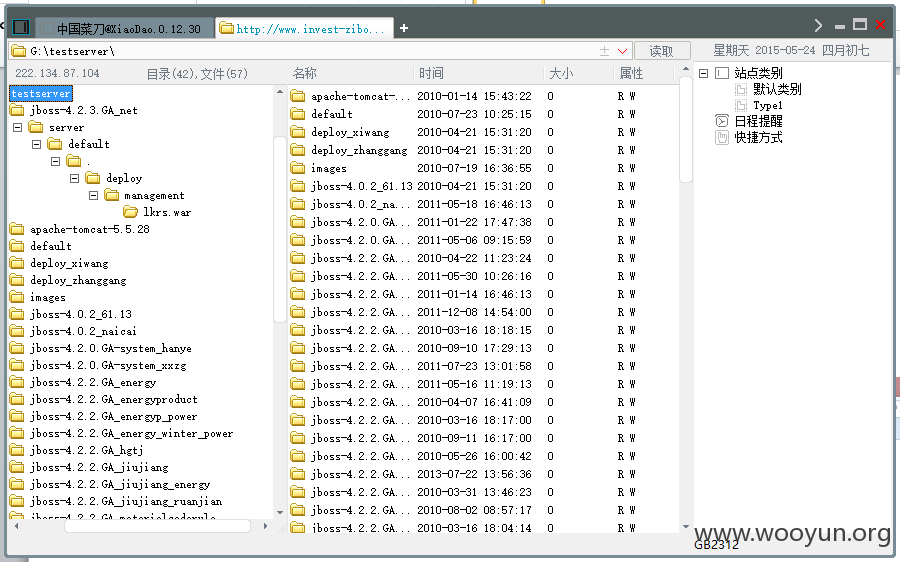 中国菜刀@XiaoDao.0.12.30
http://www.invest-zibo...
+
G:\testserver\
读取
星期天 2015-05-24 四月初七
222.134.87.104
目录(42),文件(57)
名称 时间 大小 属性
testserver
jboss-4.2.3.GA_net
server
default
.
deploy
management
lkrs.war
apache-tomcat-5.5.28
default
deploy_xiwang
deploy_zhanggang
images
jboss-4.0.2_61.13
jboss-4.0.2_naicai
jboss-4.2.0.GA-system_hanye
jboss-4.2.0.GA-system_xxzg
jboss-4.2.2.GA_energy
jboss-4.2.2.GA_energyproduct
jboss-4.2.2.GA_energyp_power
jboss-4.2.2.GA_energy_winter_power
jboss-4.2.2.GA_hgtj
jboss-4.2.2.GA_jiujiang
jboss-4.2.2.GA_jiujiang_energy
jboss-4.2.2.GA_jiujiang_ruanjian
apache-tomcat-... 2010-01-14 15:43:22 0 R W
default 2010-07-23 10:25:15 0 R W
deploy_xiwang 2010-04-21 15:31:20 0 R W
deploy_zhanggang 2010-04-21 15:31:20 0 R W
images 2010-07-19 16:36:55 0 R W
jboss-4.0.2_61.13 2010-04-21 15:31:20 0 R W
jboss-4.0.2_na... 2011-05-18 16:46:13 0 R W
jboss-4.2.0.GA... 2011-01-22 17:47:38 0 R W
jboss-4.2.0.GA... 2011-05-06 09:15:59 0 R W
jboss-4.2.2.GA... 2010-04-22 11:23:24 0 R W
jboss-4.2.2.GA... 2011-05-30 10:26:16 0 R W
jboss-4.2.2.GA... 2011-01-14 16:46:13 0 R W
jboss-4.2.2.GA... 2011-12-08 14:54:00 0 R W
jboss-4.2.2.GA... 2010-03-16 18:18:15 0 R W
jboss-4.2.2.GA... 2010-09-10 17:29:13 0 R W
jboss-4.2.2.GA... 2011-07-23 13:01:58 0 R W
jboss-4.2.2.GA... 2011-05-16 11:19:13 0 R W
jboss-4.2.2.GA... 2010-04-07 16:41:09 0 R W
jboss-4.2.2.GA... 2010-03-16 18:17:00 0 R W
jboss-4.2.2.GA... 2010-09-11 16:17:00 0 R W
jboss-4.2.2.GA... 2010-05-26 16:00:42 0 R W
jboss-4.2.2.GA... 2013-07-22 13:56:36 0 R W
jboss-4.2.2.GA... 2010-03-31 13:46:23 0 R W
jboss-4.2.2.GA... 2010-08-02 08:57:17 0 R W
jboss-4.2.2.GA... 2010-03-16 18:04:14 0 R W
站点类别
默认类别
Type1
日程提醒
快捷方式
www.wooyun.org
GB2312